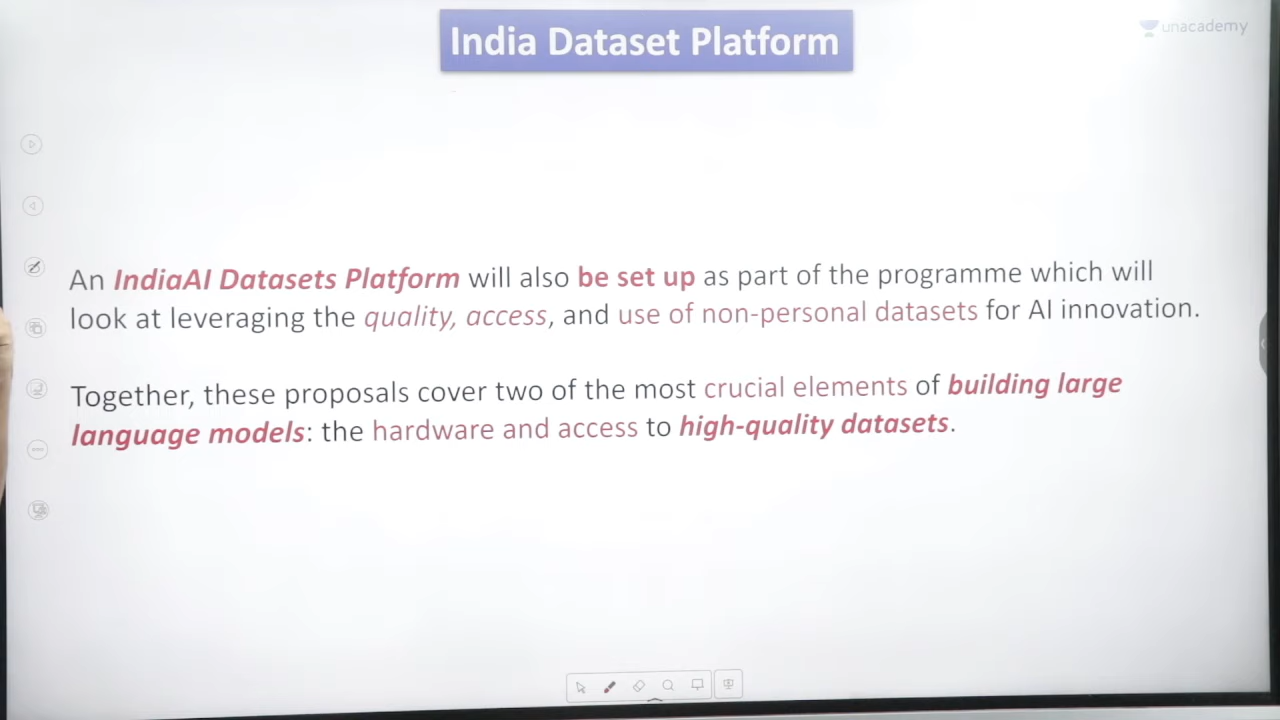 India Dataset Platform
unacademy
An IndiaAI Datasets Platform will also be set up as part of the programme which will
look at leveraging the quality, access, and use of non-personal datasets for AI innovation.
Together, these proposals cover two of the most crucial elements of building large
language models: the hardware and access to high-quality datasets.